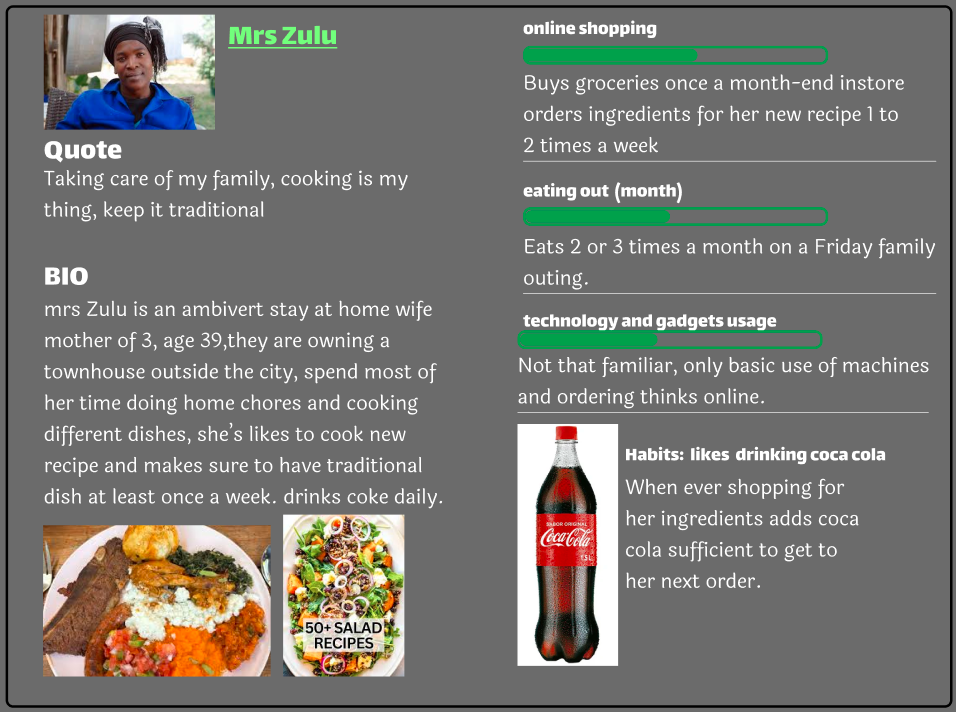 Mrs Zulu
Quote
Taking care of my family, cooking is my
thing, keep it traditional
BIO
mrs Zulu is an ambivert stay at home wife
mother of 3, age 39,they are owning a
townhouse outside the city, spend most of
her time doing home chores and cooking
different dishes, she's likes to cook new
recipe and makes sure to have traditional
dish at least once a week. drinks coke daily.
50+ SALAD
RECIPES
online shopping
Buys groceries once a month-end instore
orders ingredients for her new recipe 1 to
2 times a week
eating out (month)
Eats 2 or 3 times a month on a Friday family
outing.
technology and gadgets usage
Not that familiar, only basic use of machines
and ordering thinks online.
SABOR ORIGINAL
Coca-Cola
1.5 L
Habits: likes drinking coca cola
When ever shopping for
her ingredients adds coca
cola sufficient to get to
her next order.